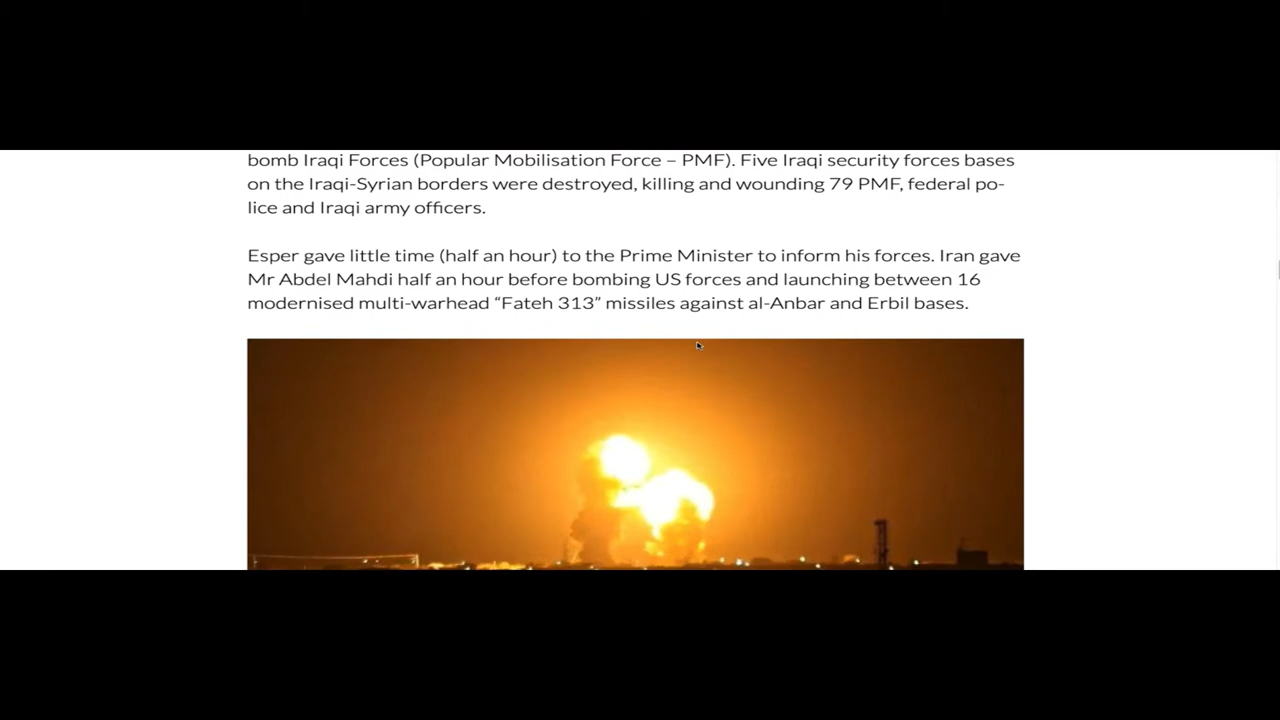 bomb Iraqi Forces (Popular Mobilisation Force – PMF). Five Iraqi security forces bases
on the Iraqi-Syrian borders were destroyed, killing and wounding 79 PMF, federal po-
lice and Iraqi army officers.
Esper gave little time (half an hour) to the Prime Minister to inform his forces. Iran gave
Mr Abdel Mahdi half an hour before bombing US forces and launching between 16
modernised multi-warhead “Fateh 313” missiles against al-Anbar and Erbil bases.